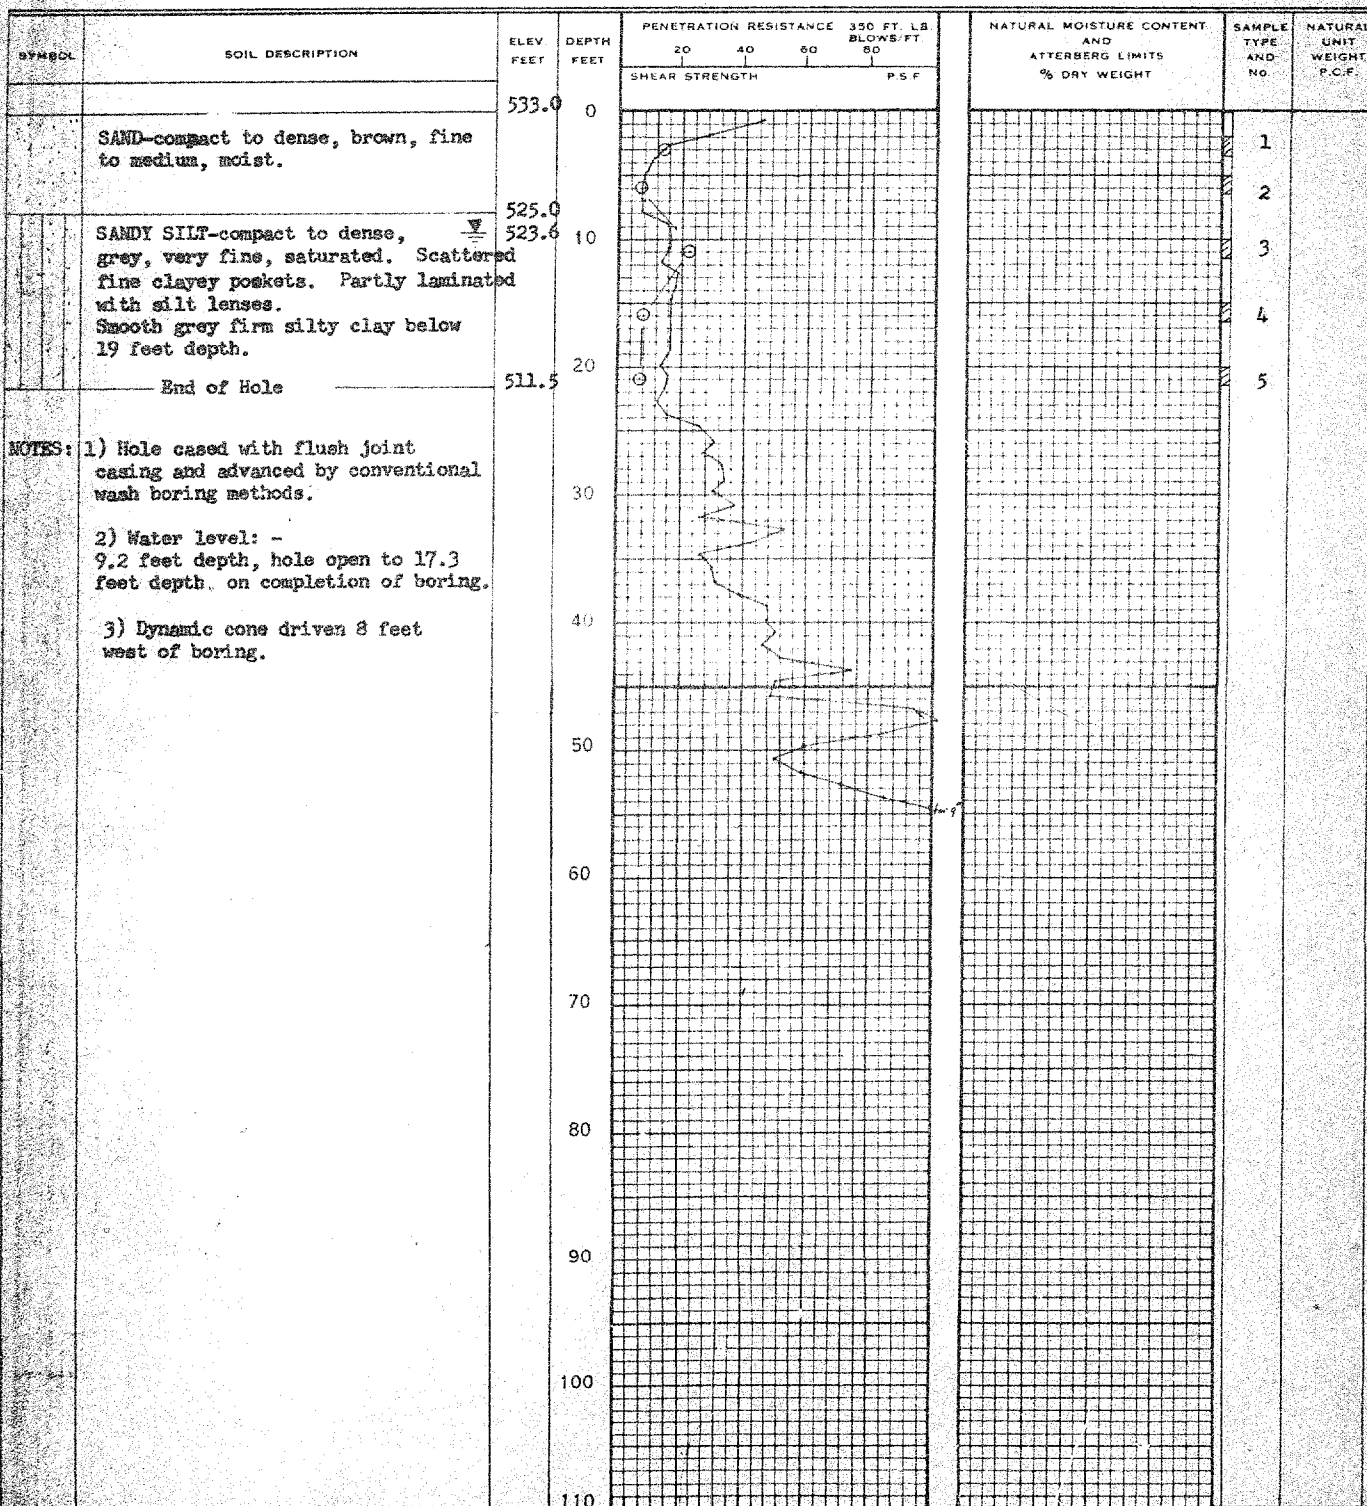 SYMBOL
SOIL DESCRIPTION
ELEV. FEET
DEPTH FEET
PENETRATION RESISTANCE 350 FT. LB. BLOWS/FT.
20 40 60 80
SHEAR STRENGTH P.S.F.
NATURAL MOISTURE CONTENT
AND
ATTERBERG LIMITS
% DRY WEIGHT
SAMPLE TYPE AND NO.
NATURAL UNIT WEIGHT P.C.F.
533.0
0
SAND-compact to dense, brown, fine
to medium, moist.
1
2
525.0
SANDY SILT-compact to dense,
523.6
10
grey, very fine, saturated. Scattered
3
fine clayey pockets. Partly laminated
with silt lenses.
4
Smooth grey firm silty clay below
19 feet depth.
20
End of Hole
511.5
5
NOTES: 1) Hole cased with flush joint
casing and advanced by conventional
wash boring methods.
30
2) Water level: -
9.2 feet depth, hole open to 17.3
feet depth, on completion of boring.
40
3) Dynamic cone driven 8 feet
west of boring.
50
60
70
80
90
100
110